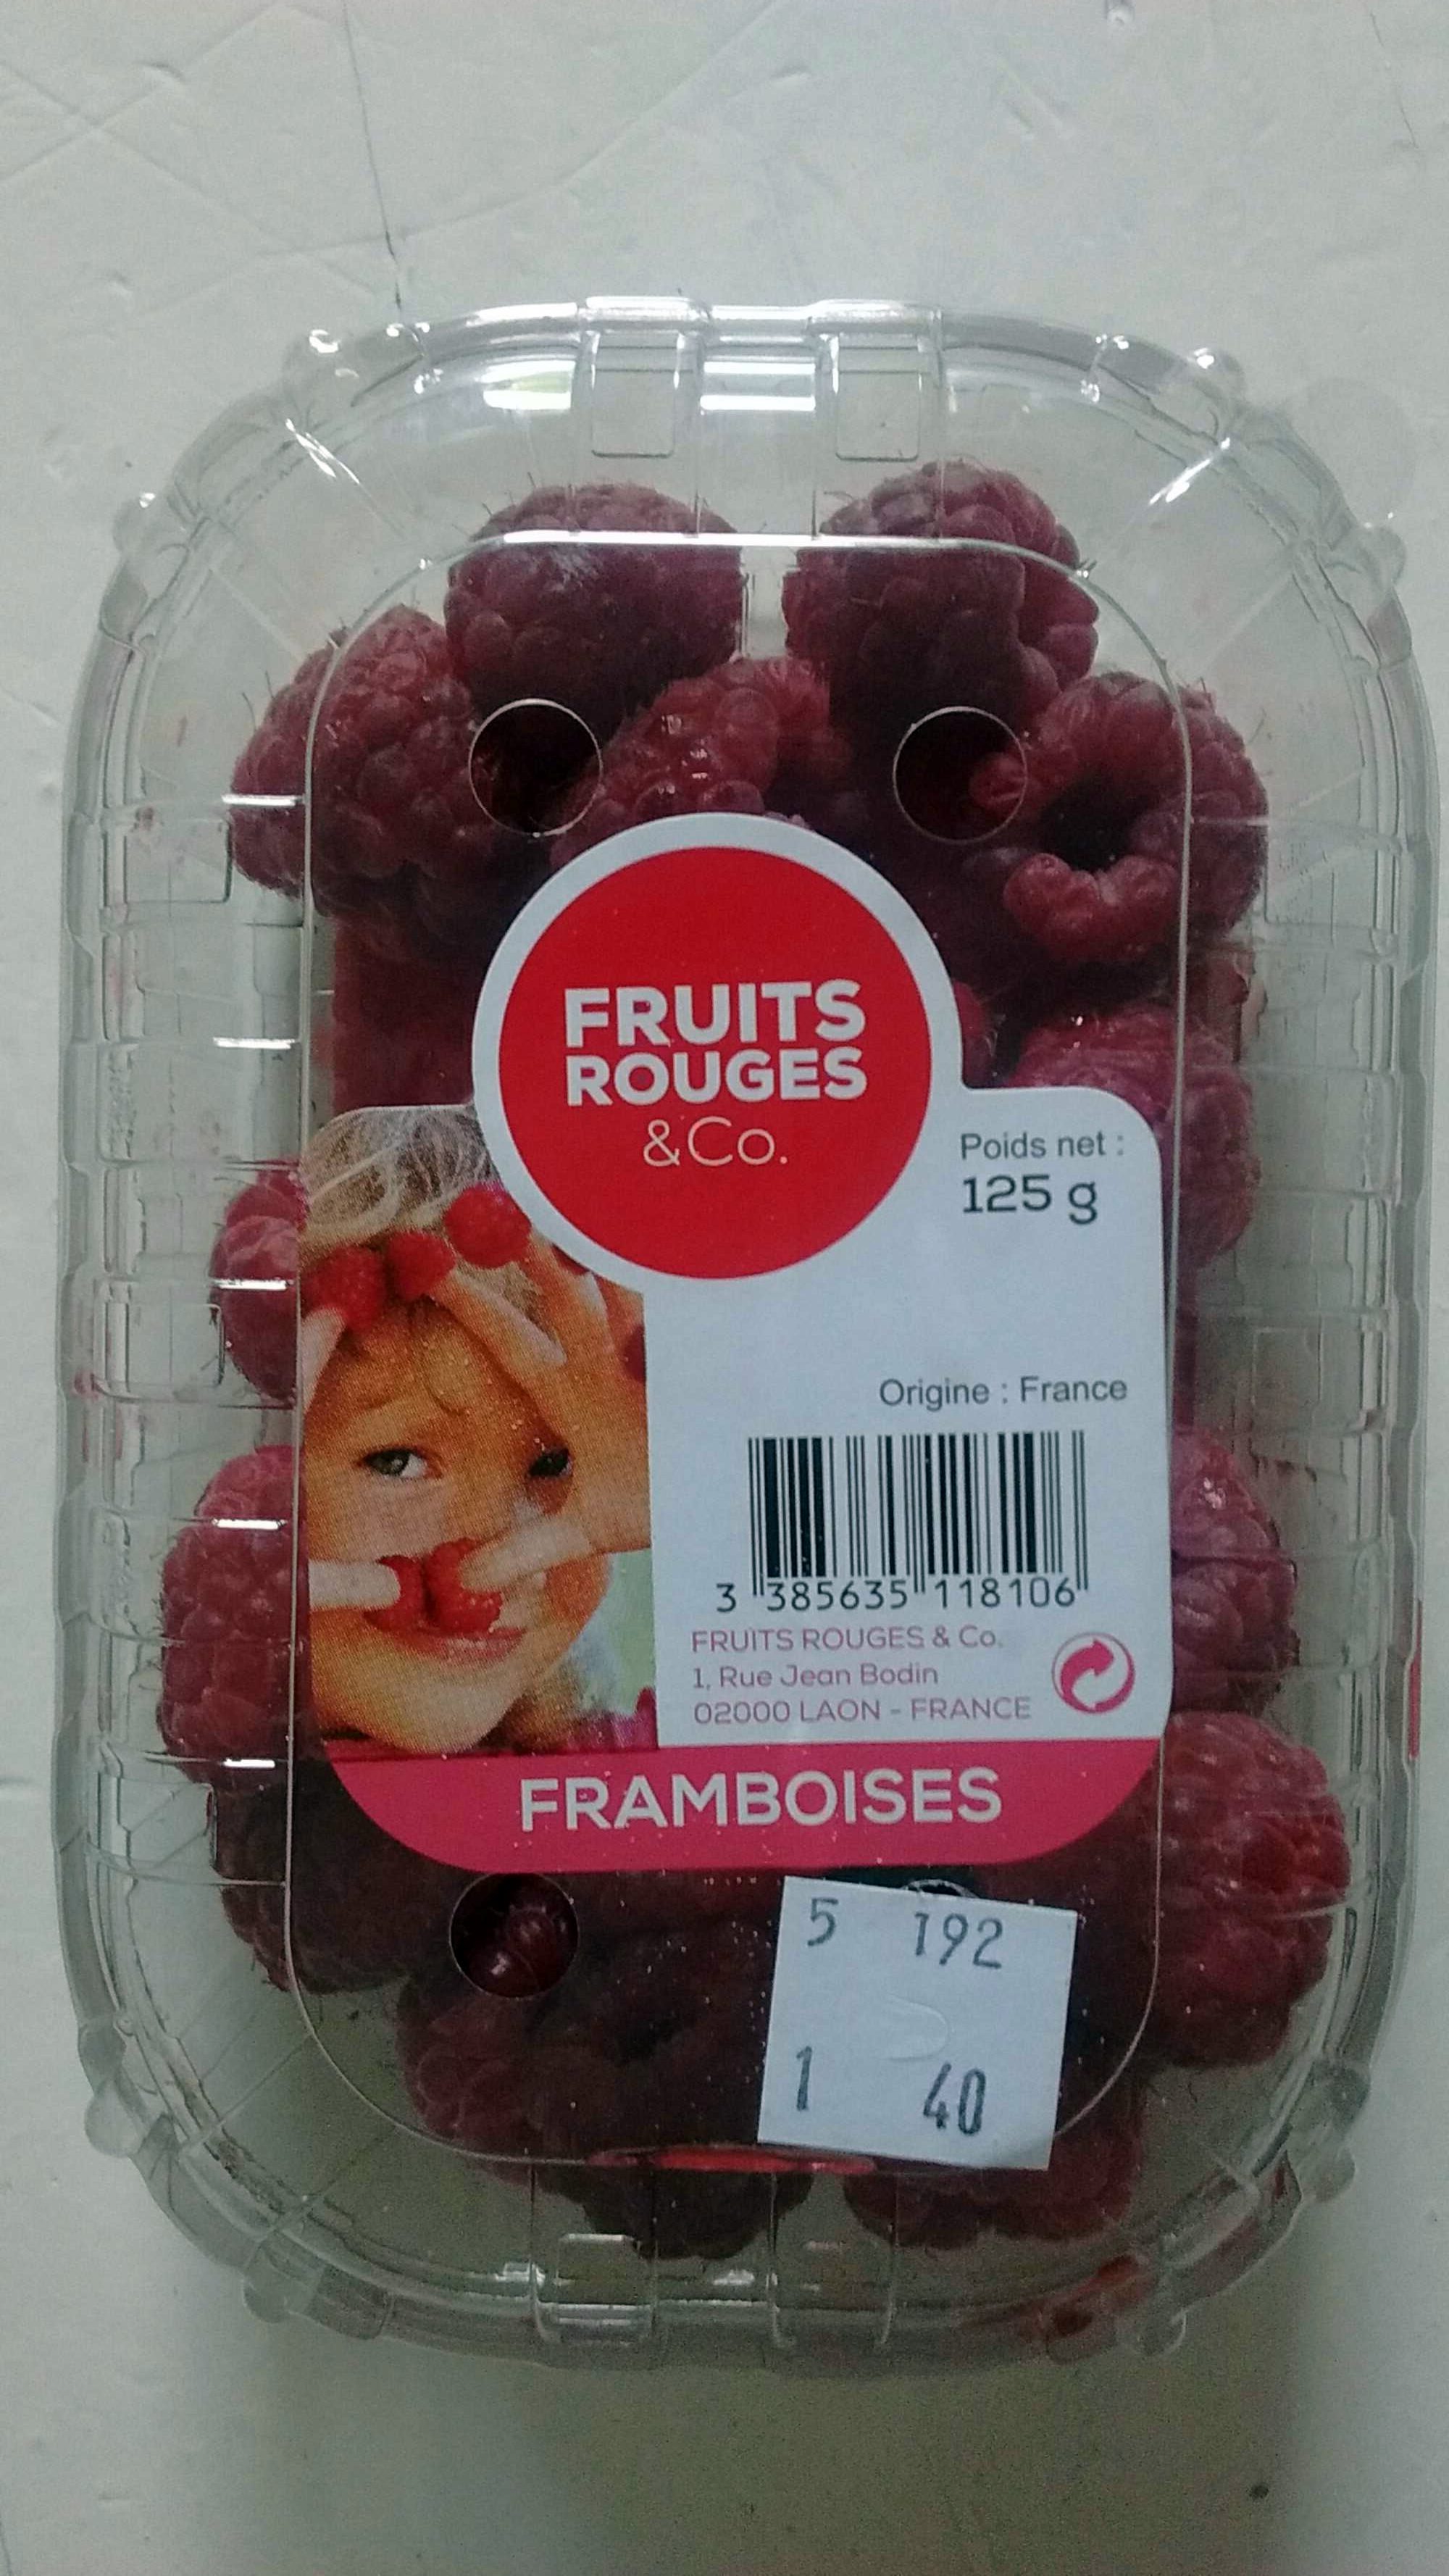 FRUITS
ROUGES
&Co.
Poids net :
125 g
Origine : France
3 385635 118106
FRUITS ROUGES & Co.
1, Rue Jean Bodin
02000 LAON - FRANCE
FRAMBOISES
5 192
1 40